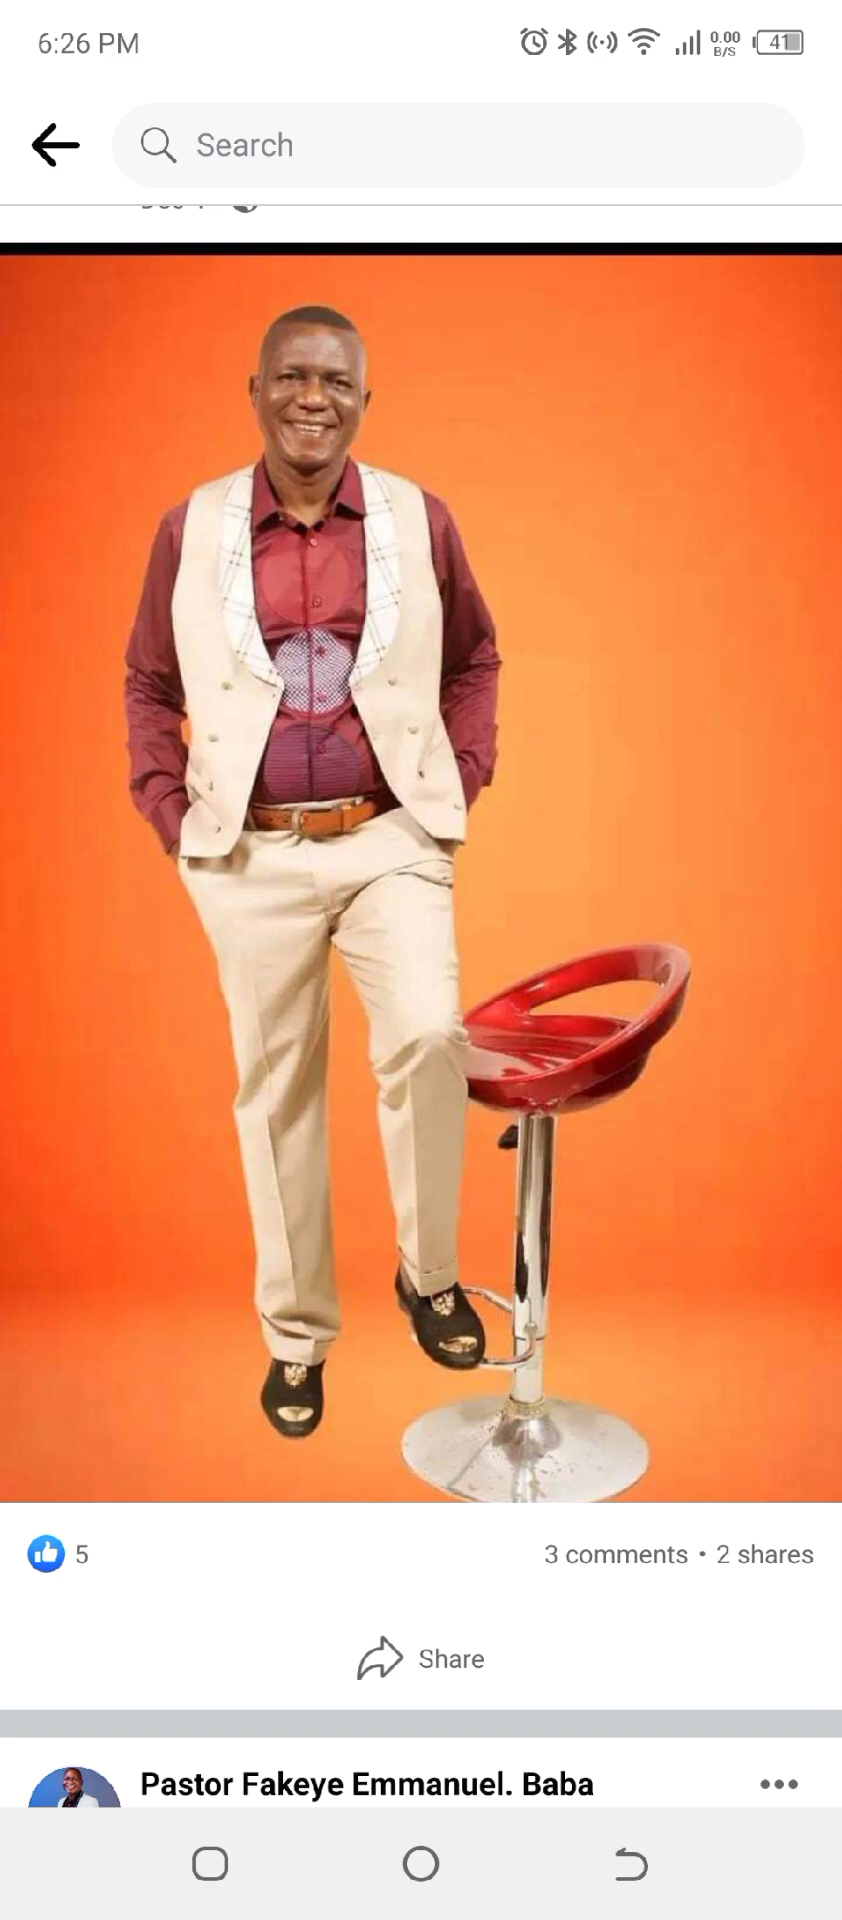 6:26 PM
0.00
B/S
41
Search
5
3 comments • 2 shares
Share
Pastor Fakeye Emmanuel. Baba